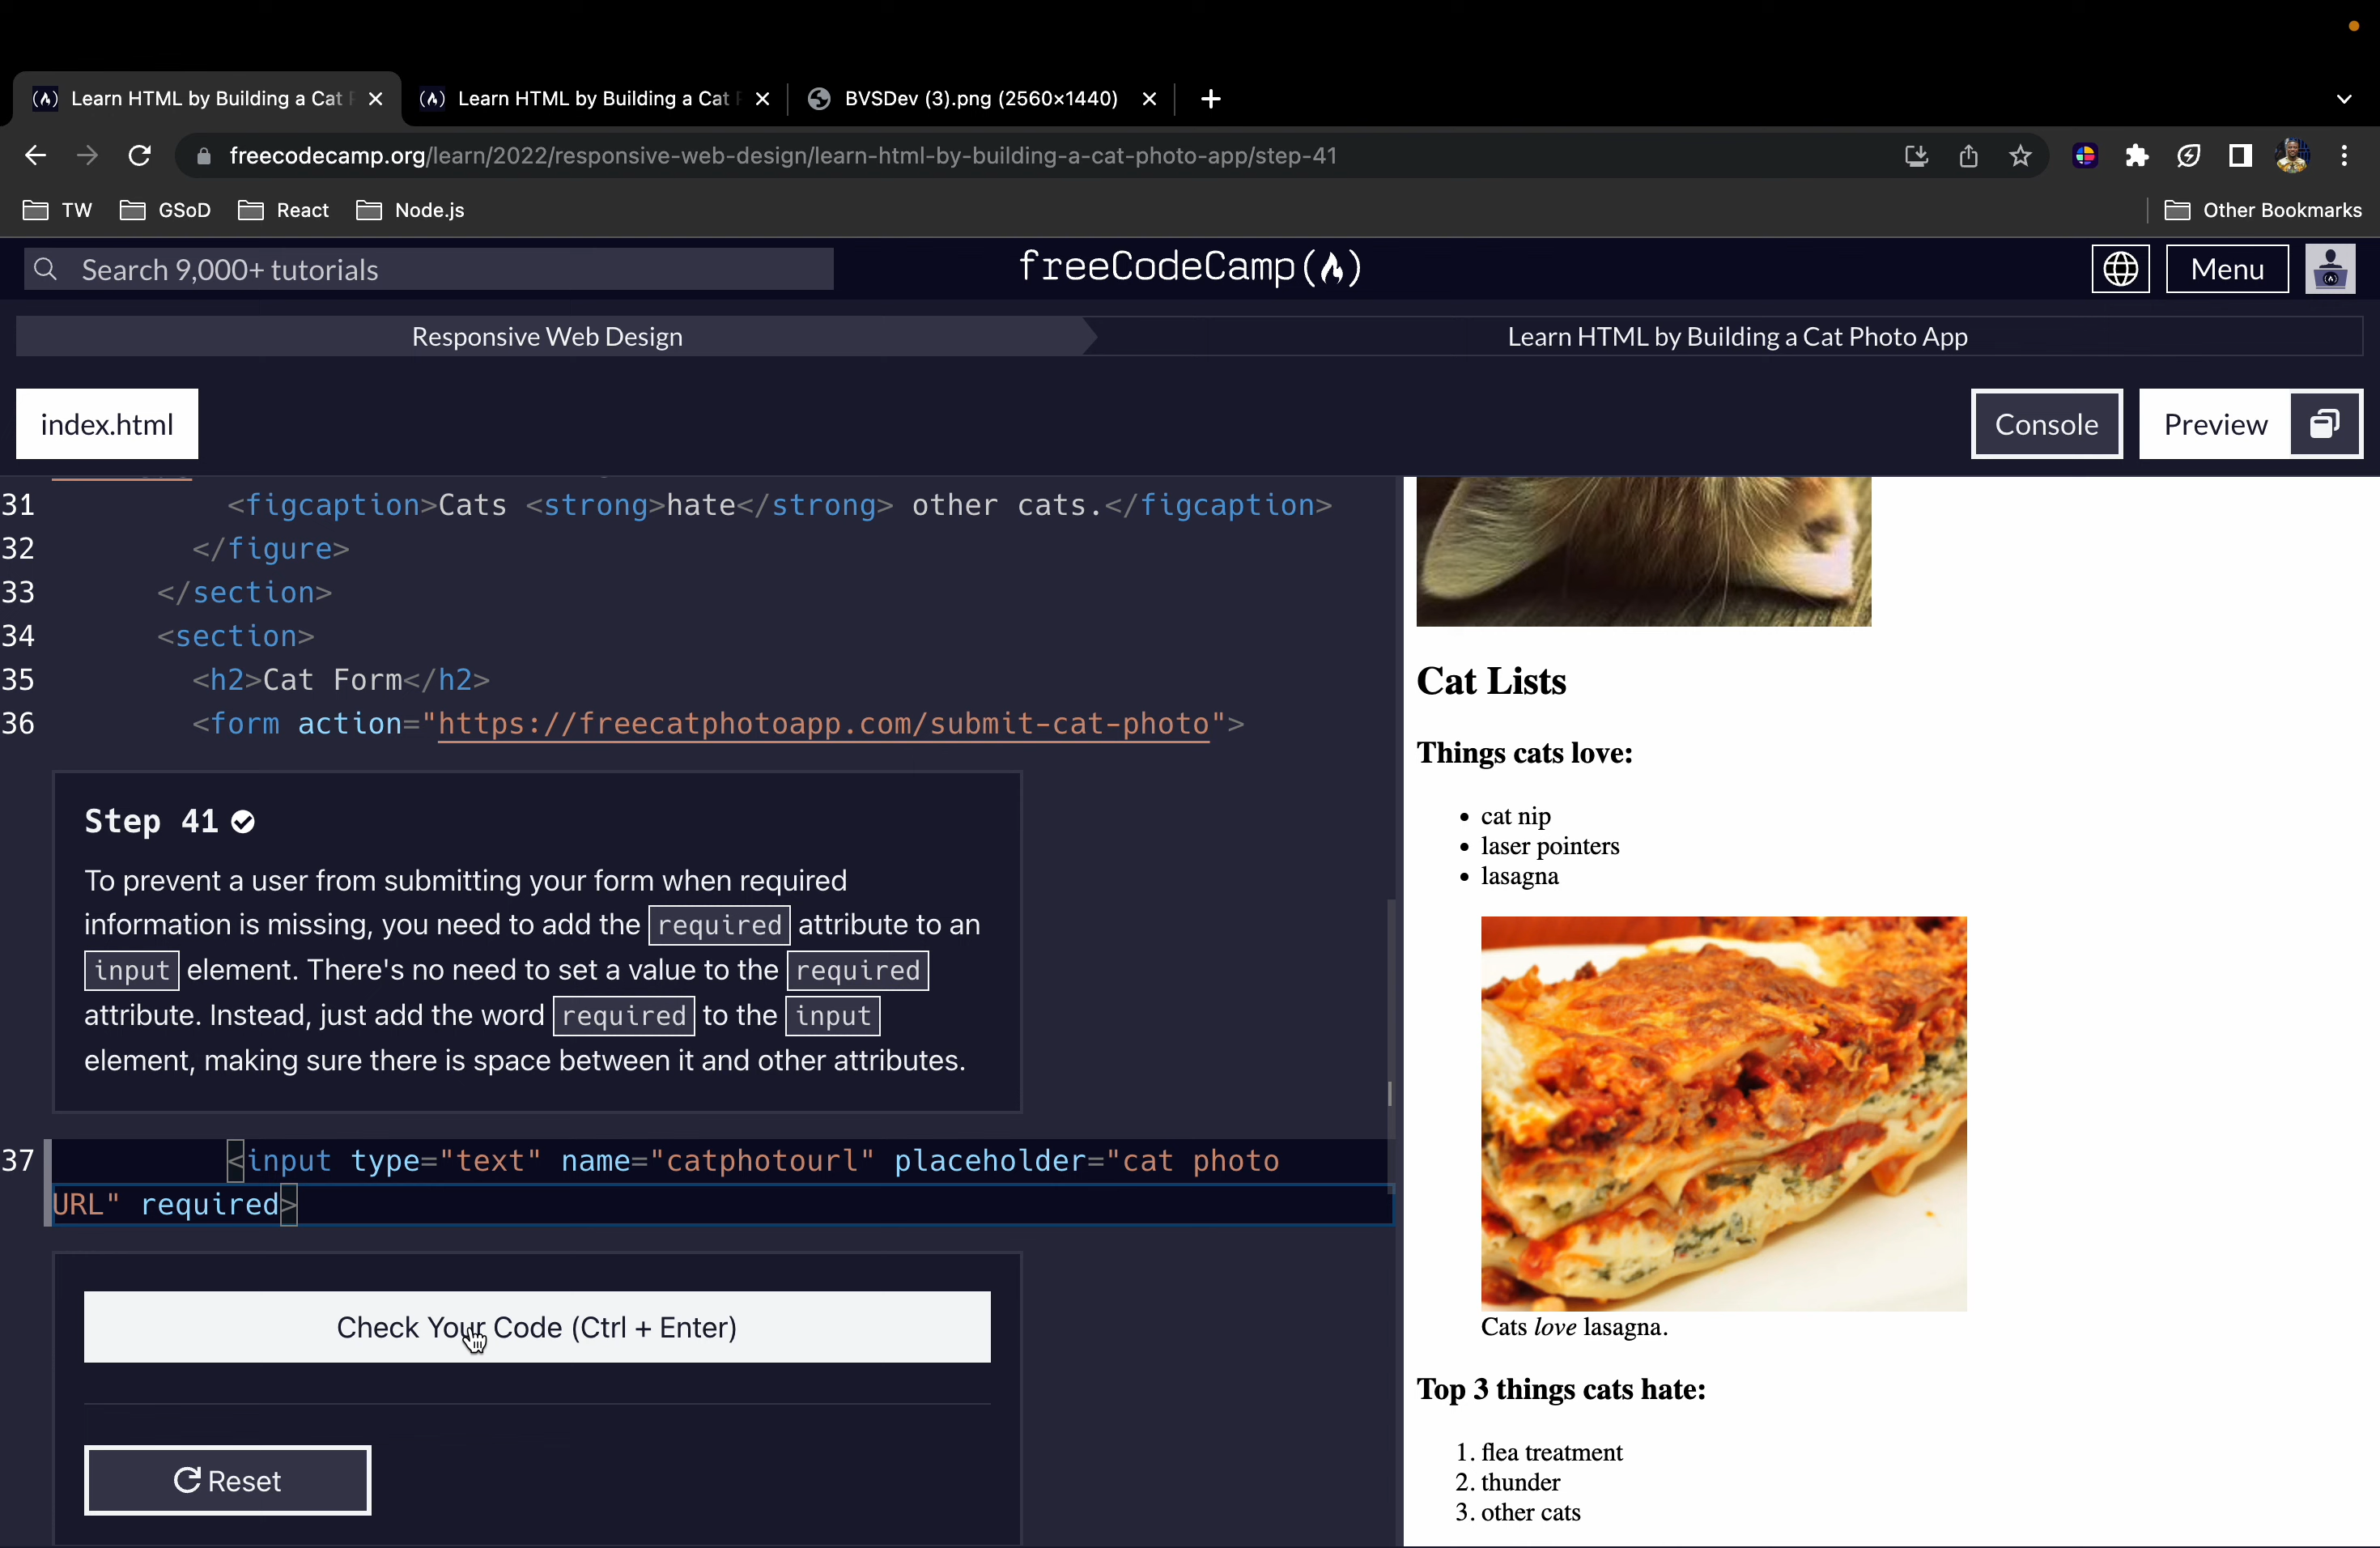 Learn HTML by Building a Cat
Learn HTML by Building a Cat
BVSDev (3).png (2560×1440)
freecodecamp.org/learn/2022/responsive-web-design/learn-html-by-building-a-cat-photo-app/step-41
TW GSoD React Node.js Other Bookmarks
Search 9,000+ tutorials
freeCodeCamp
Menu
Responsive Web Design
Learn HTML by Building a Cat Photo App
index.html
Console
Preview
31 <figcaption>Cats <strong>hate</strong> other cats.</figcaption>
32 </figure>
33 </section>
34 <section>
35 <h2>Cat Form</h2>
36 <form action="https://freecatphotoapp.com/submit-cat-photo">
Step 41
To prevent a user from submitting your form when required
information is missing, you need to add the required attribute to an
input element. There's no need to set a value to the required
attribute. Instead, just add the word required to the input
element, making sure there is space between it and other attributes.
37 <input type="text" name="catphotourl" placeholder="cat photo
URL" required>
Check Your Code (Ctrl + Enter)
Reset
Cat Lists
Things cats love:
• cat nip
• laser pointers
• lasagna
Cats love lasagna.
Top 3 things cats hate:
1. flea treatment
2. thunder
3. other cats